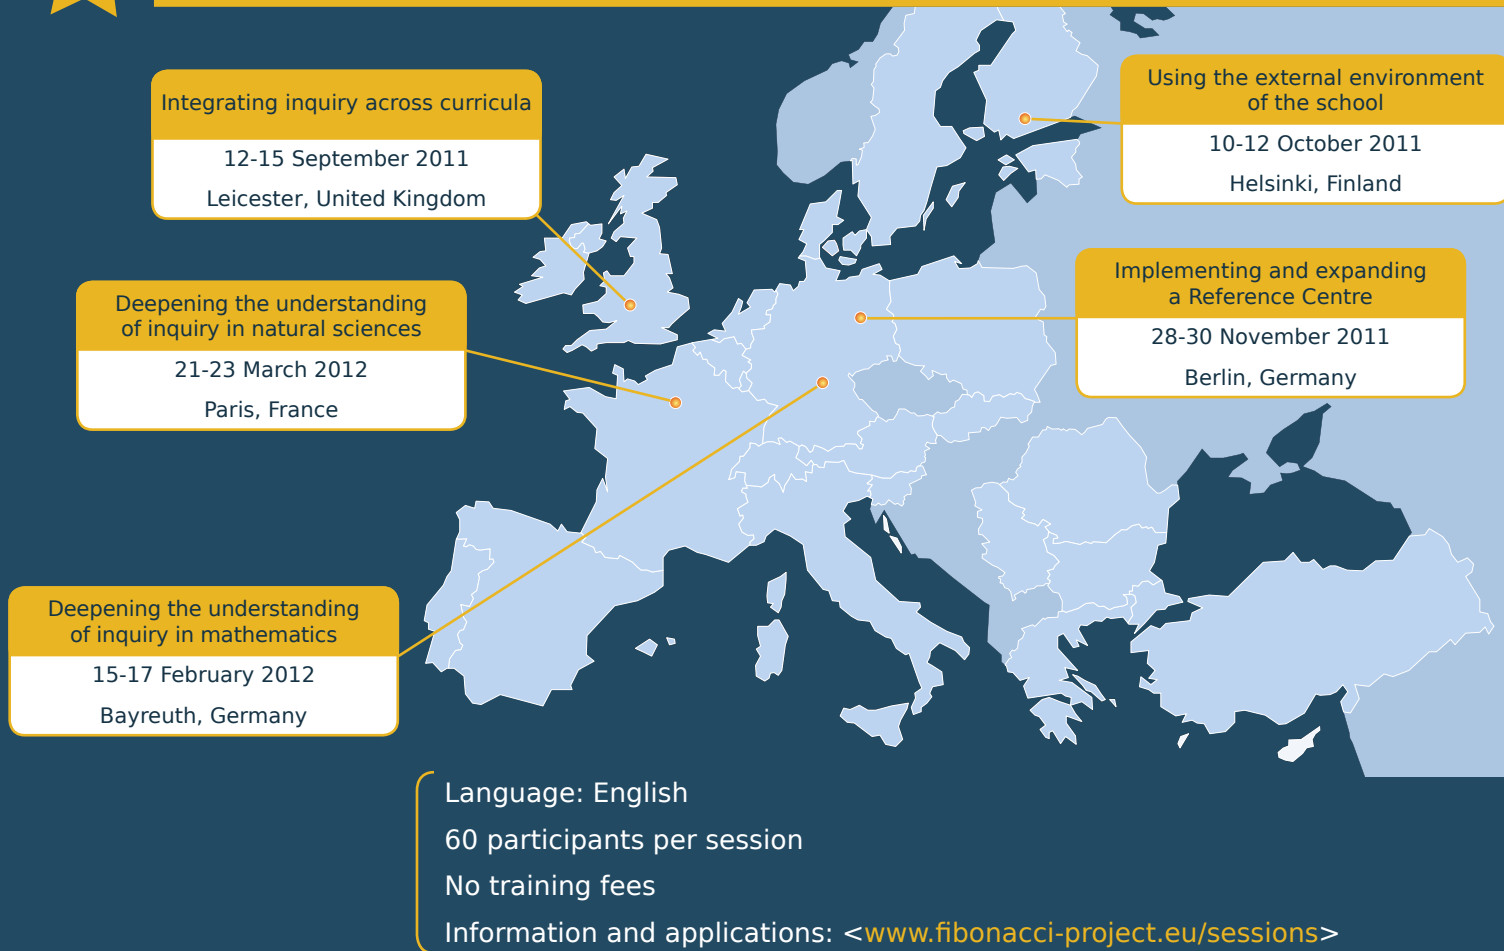 Integrating inquiry across curricula
12-15 September 2011
Leicester, United Kingdom
Using the external environment
of the school
10-12 October 2011
Helsinki, Finland
Deepening the understanding
of inquiry in natural sciences
21-23 March 2012
Paris, France
Implementing and expanding
a Reference Centre
28-30 November 2011
Berlin, Germany
Deepening the understanding
of inquiry in mathematics
15-17 February 2012
Bayreuth, Germany
Language: English
60 participants per session
No training fees
Information and applications: <www.fibonacci-project.eu/sessions>